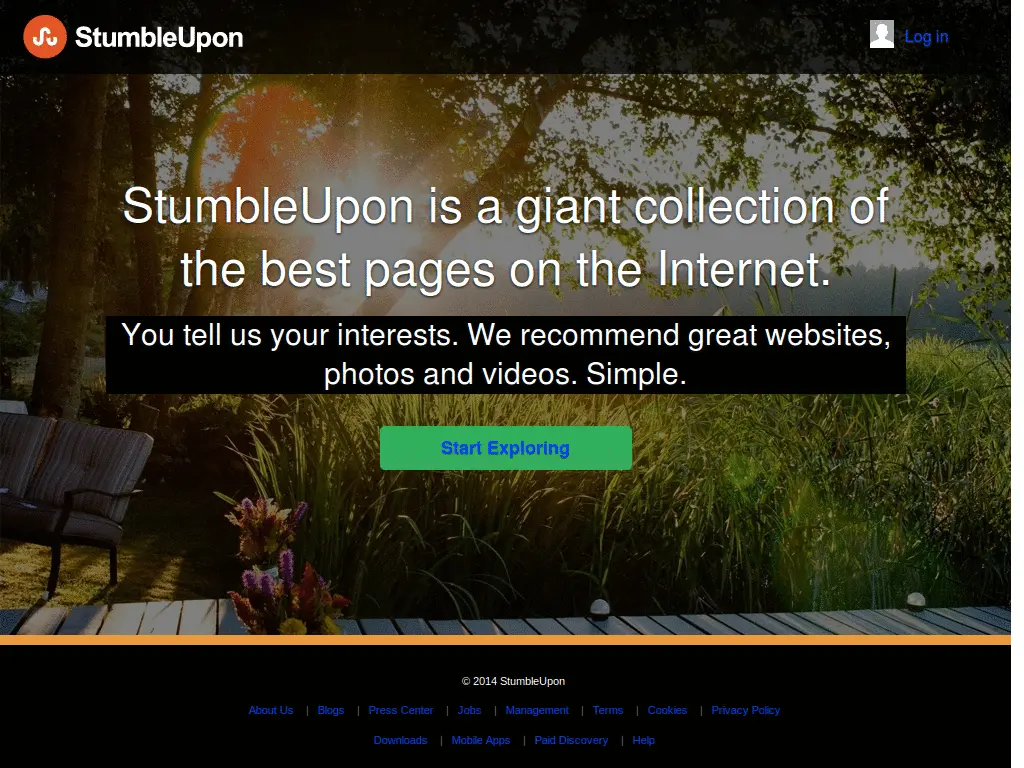 StumbleUpon
Log in
StumbleUpon is a giant collection of
the best pages on the Internet.
You tell us your interests. We recommend great websites,
photos and videos. Simple.
Start Exploring
© 2014 StumbleUpon
About Us | Blogs | Press Center | Jobs | Management | Terms | Cookies | Privacy Policy
Downloads | Mobile Apps | Paid Discovery | Help